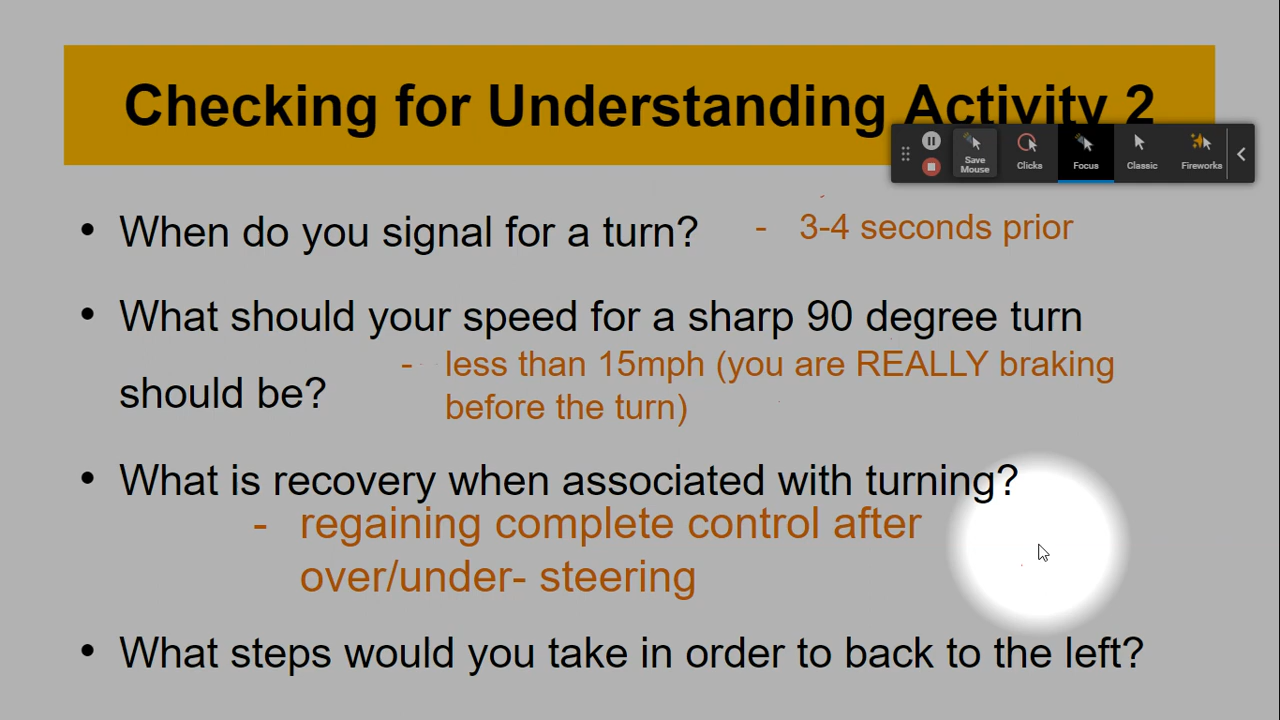 Checking for Understanding Activity 2
Save
Mouse
Clicks
Focus
Classic
Fireworks
• When do you signal for a turn?
- 3-4 seconds prior
• What should your speed for a sharp 90 degree turn
should be?
- less than 15mph (you are REALLY braking
before the turn)
• What is recovery when associated with turning?
- regaining complete control after
over/under- steering
• What steps would you take in order to back to the left?